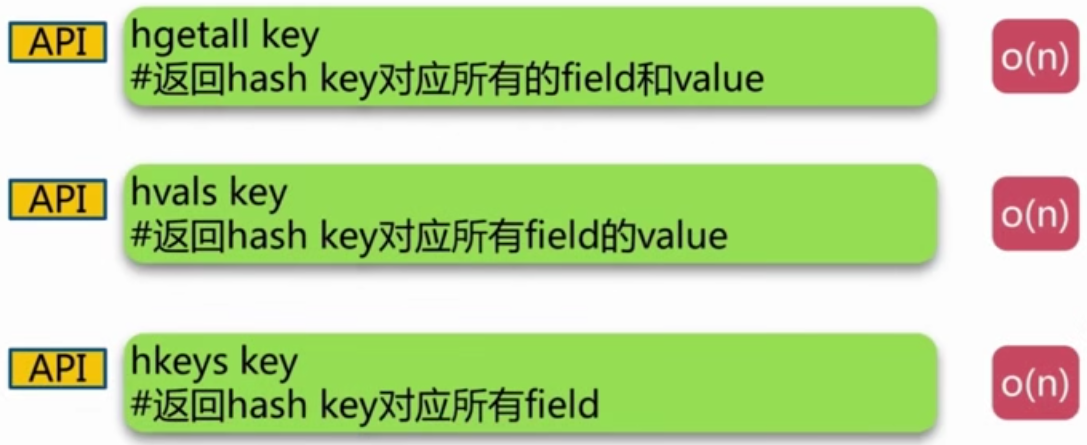 API
hgetall key
#返回hash key对应所有的field和value
o(n)
API
hvals key
#返回hash key对应所有field的value
o(n)
API
hkeys key
#返回hash key对应所有field
o(n)